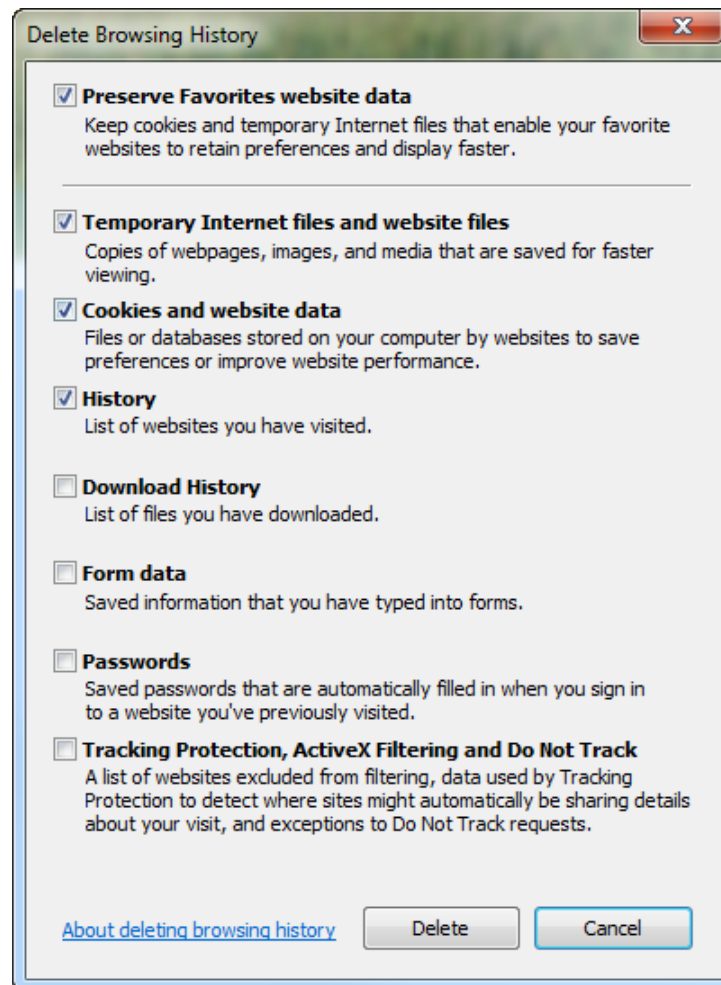 Delete Browsing History
Preserve Favorites website data
Keep cookies and temporary Internet files that enable your favorite
websites to retain preferences and display faster.
Temporary Internet files and website files
Copies of webpages, images, and media that are saved for faster
viewing.
Cookies and website data
Files or databases stored on your computer by websites to save
preferences or improve website performance.
History
List of websites you have visited.
Download History
List of files you have downloaded.
Form data
Saved information that you have typed into forms.
Passwords
Saved passwords that are automatically filled in when you sign in
to a website you've previously visited.
Tracking Protection, ActiveX Filtering and Do Not Track
A list of websites excluded from filtering, data used by Tracking
Protection to detect where sites might automatically be sharing details
about your visit, and exceptions to Do Not Track requests.
About deleting browsing history
Delete
Cancel